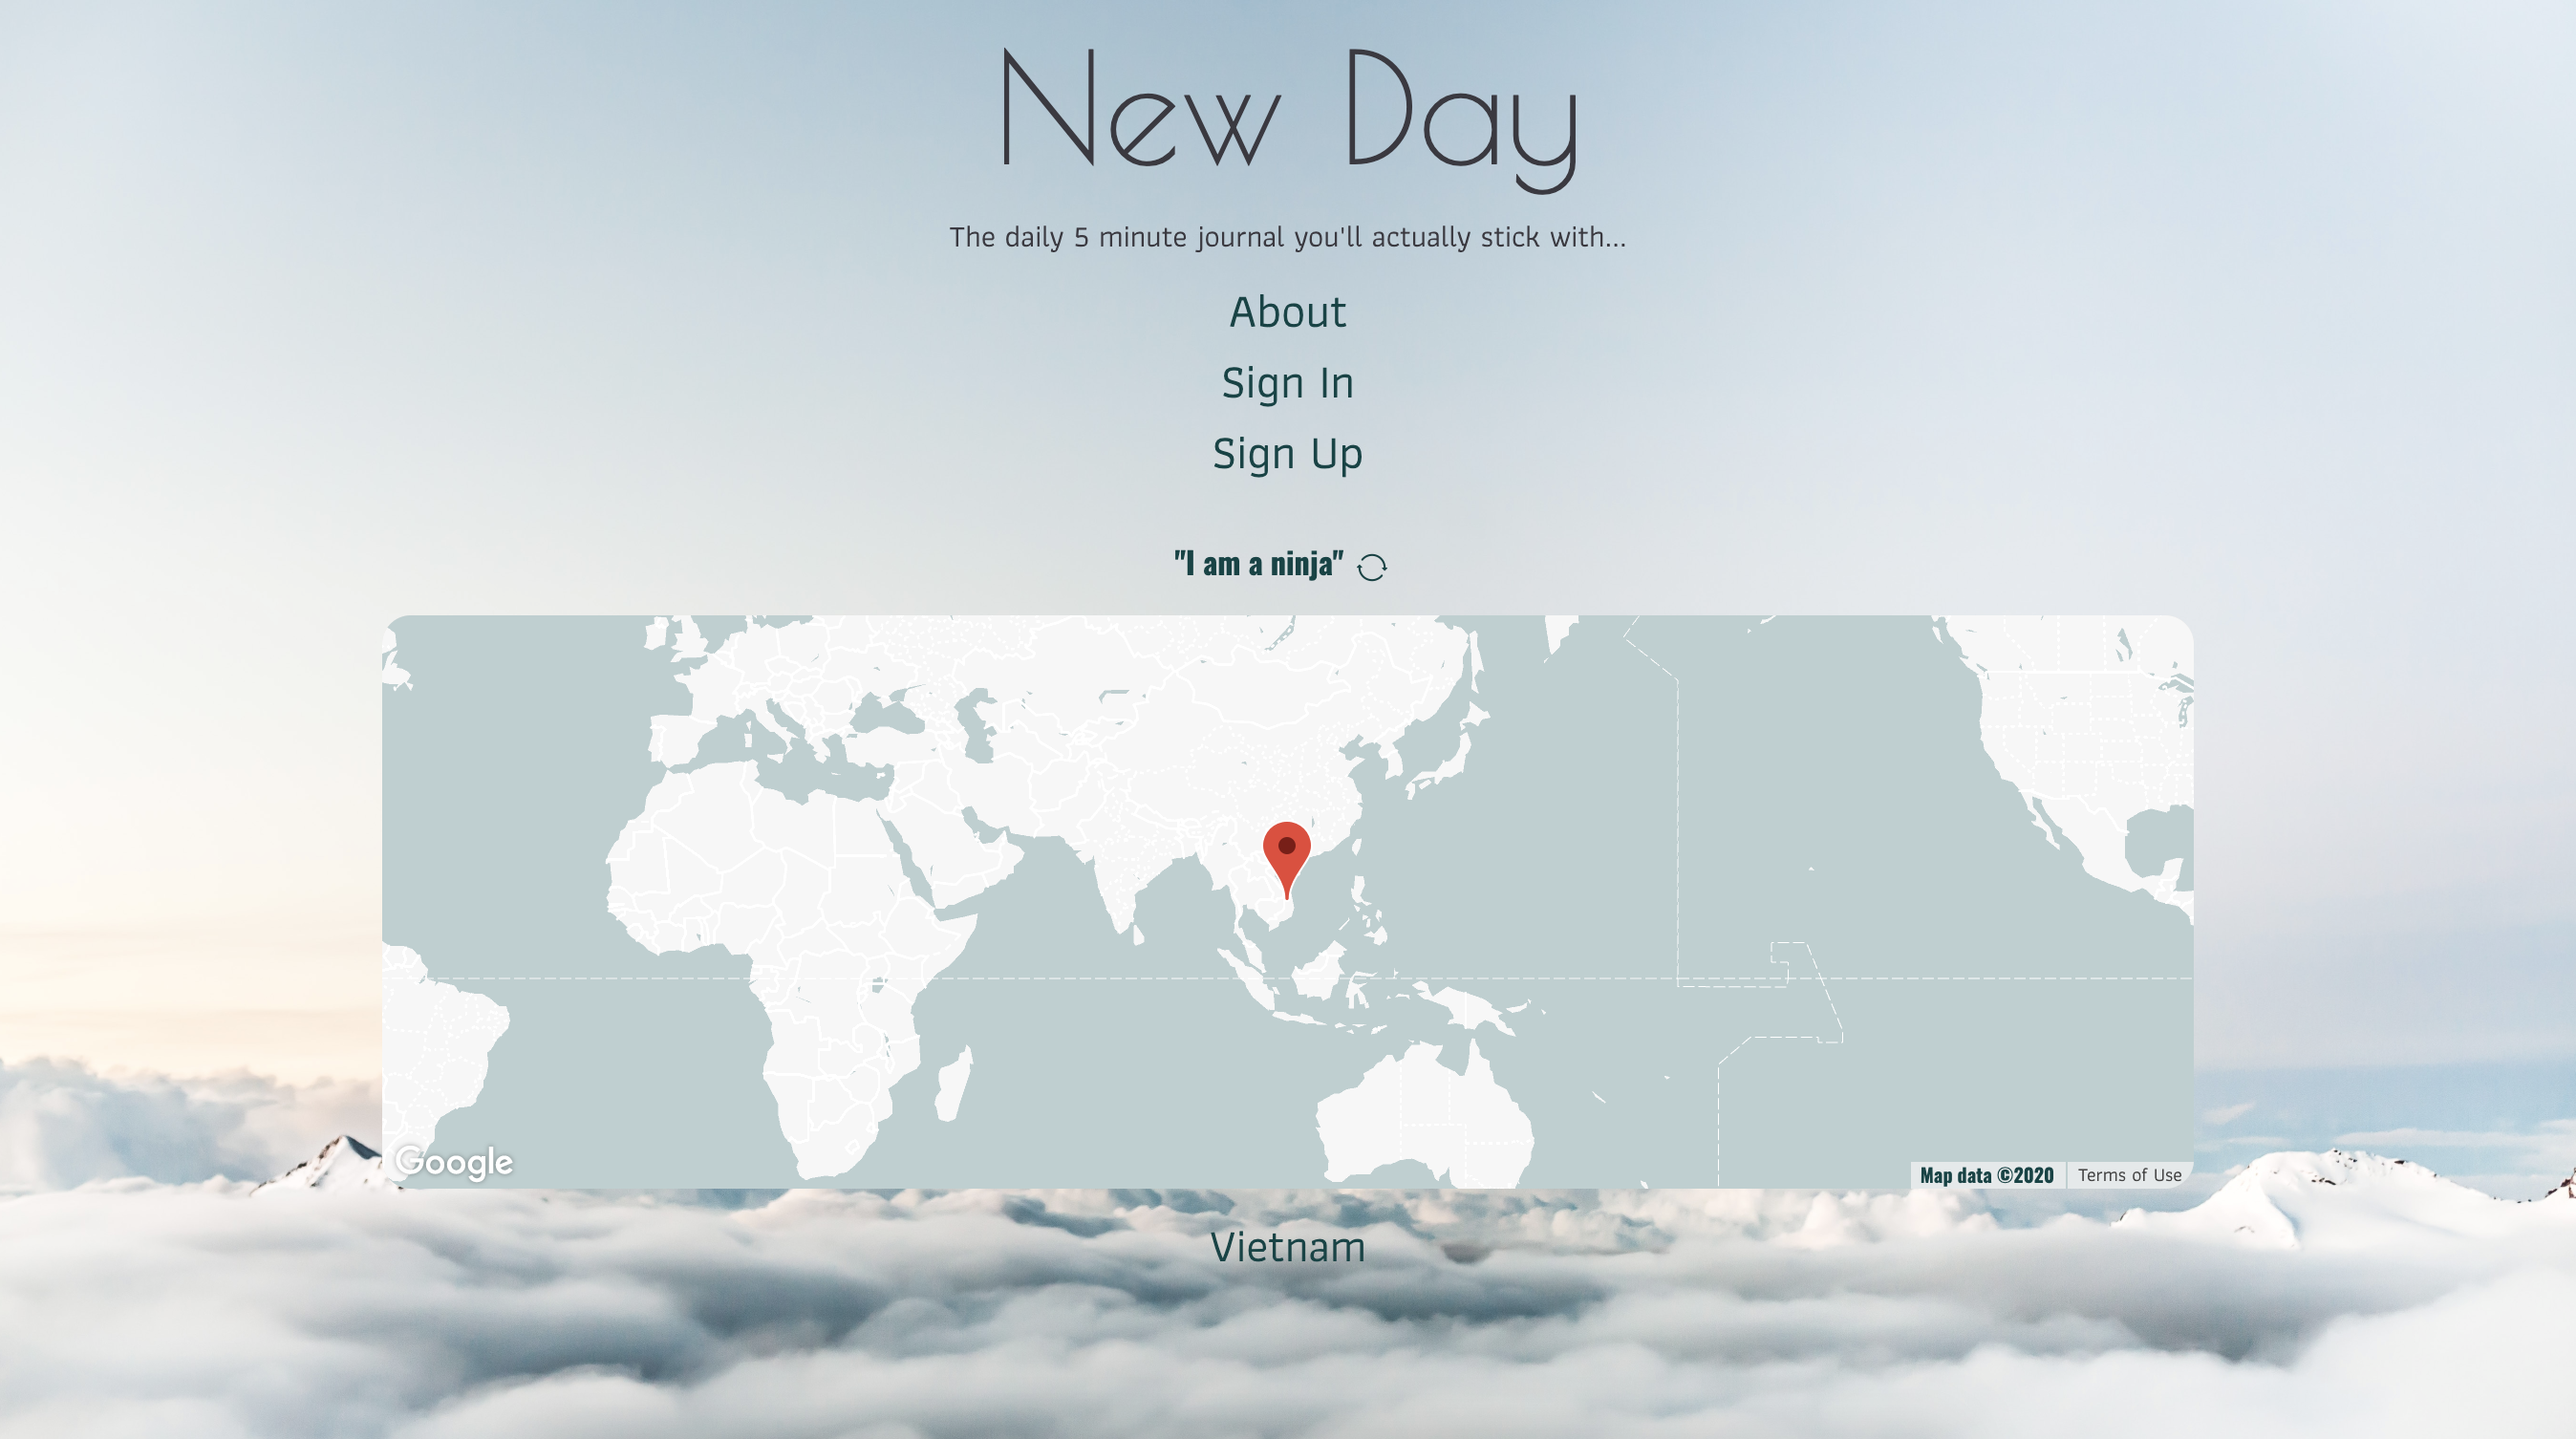 New Day
The daily 5 minute journal you'll actually stick with...
About
Sign In
Sign Up
"I am a ninja"
Google
Map data ©2020 Terms of Use
Vietnam